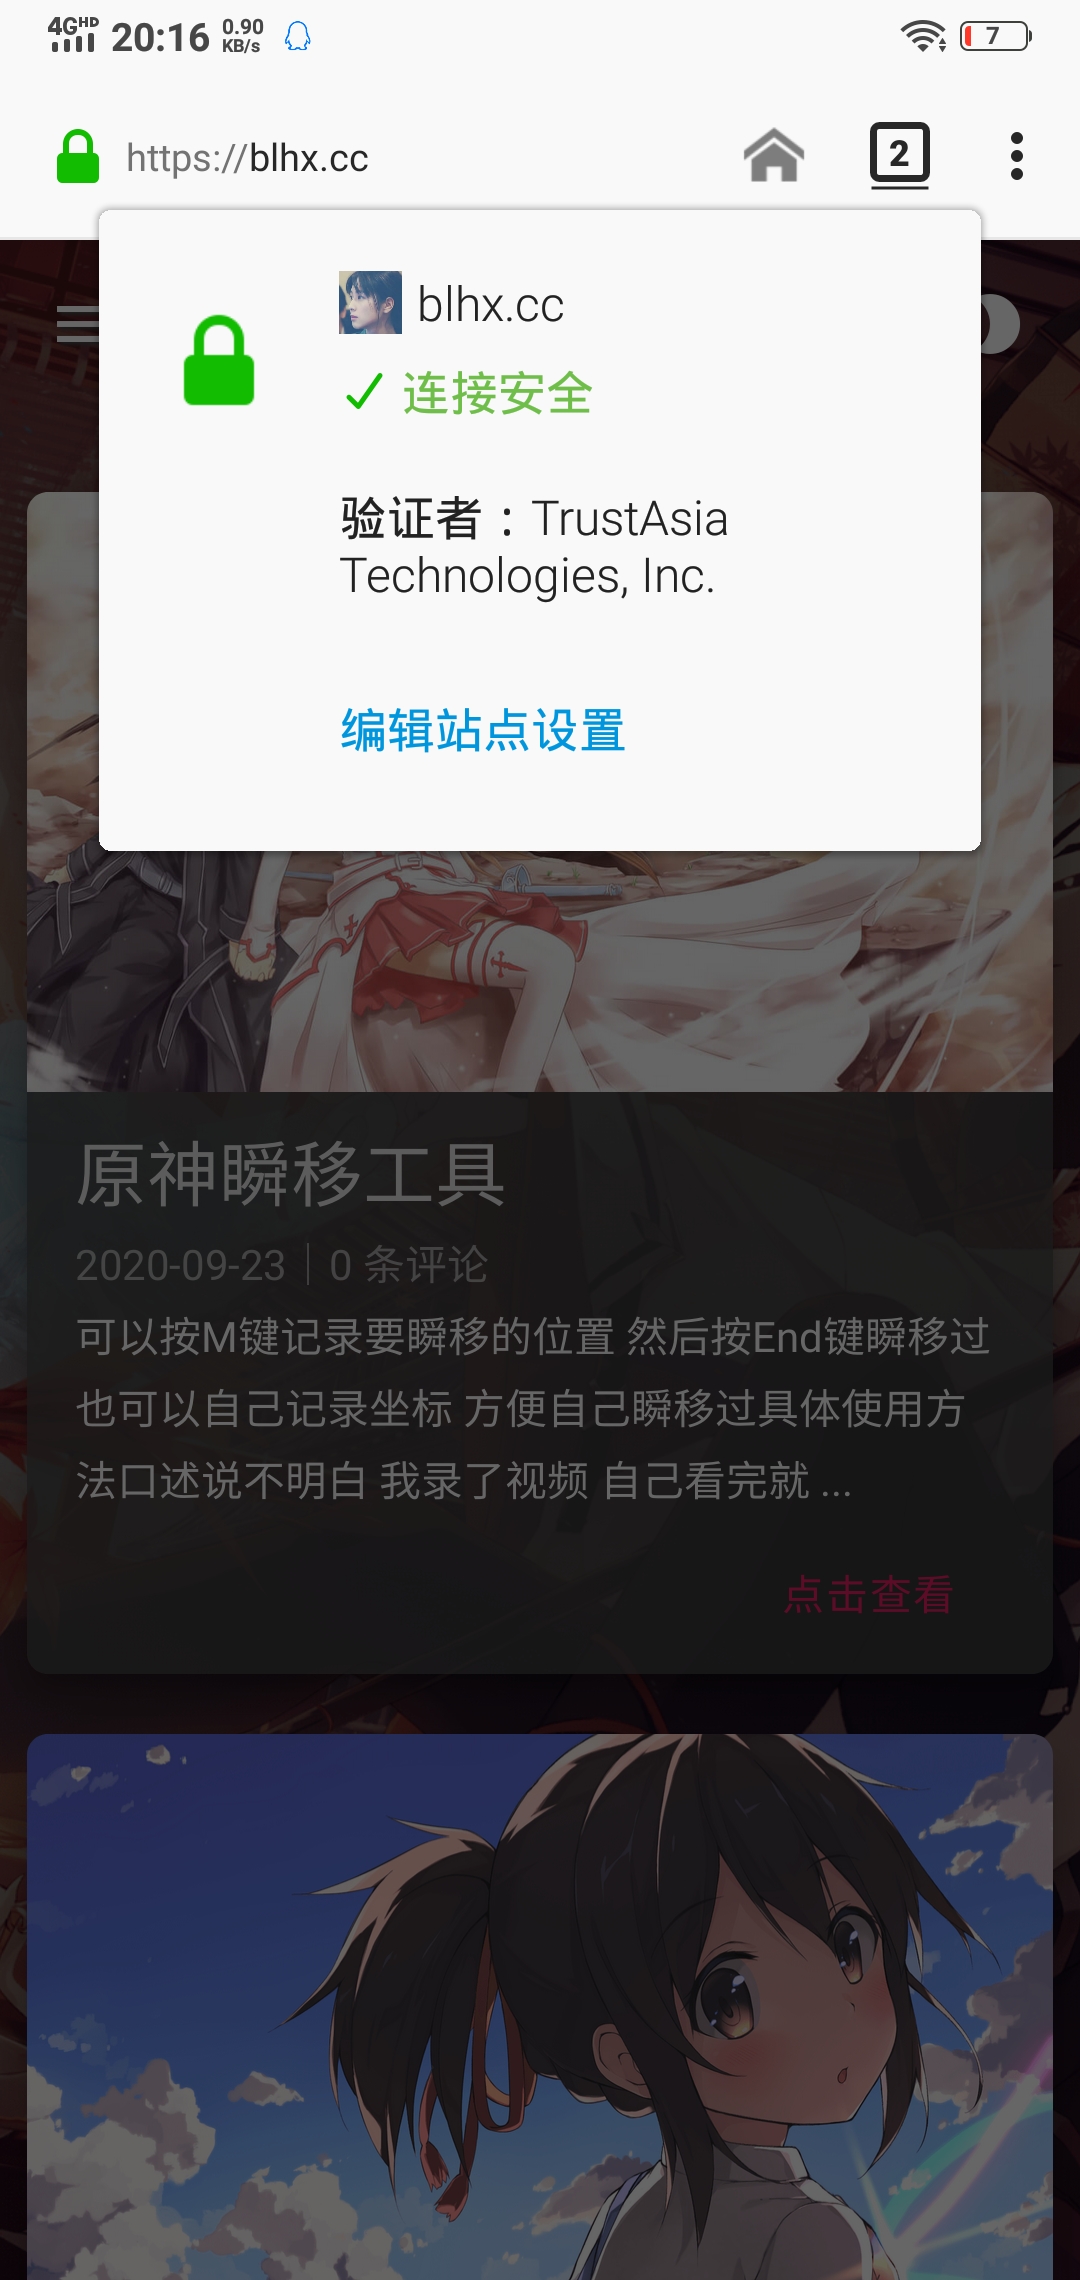 4G HD 20:16 0.90 KB/s 7
https://blhx.cc 2
blhx.cc
连接安全
验证者：TrustAsia
Technologies, Inc.
编辑站点设置
原神瞬移工具
2020-09-23 | 0 条评论
可以按M键记录要瞬移的位置 然后按End键瞬移过
也可以自己记录坐标 方便自己瞬移过具体使用方
法口述说不明白 我录了视频 自己看完就 ...
点击查看